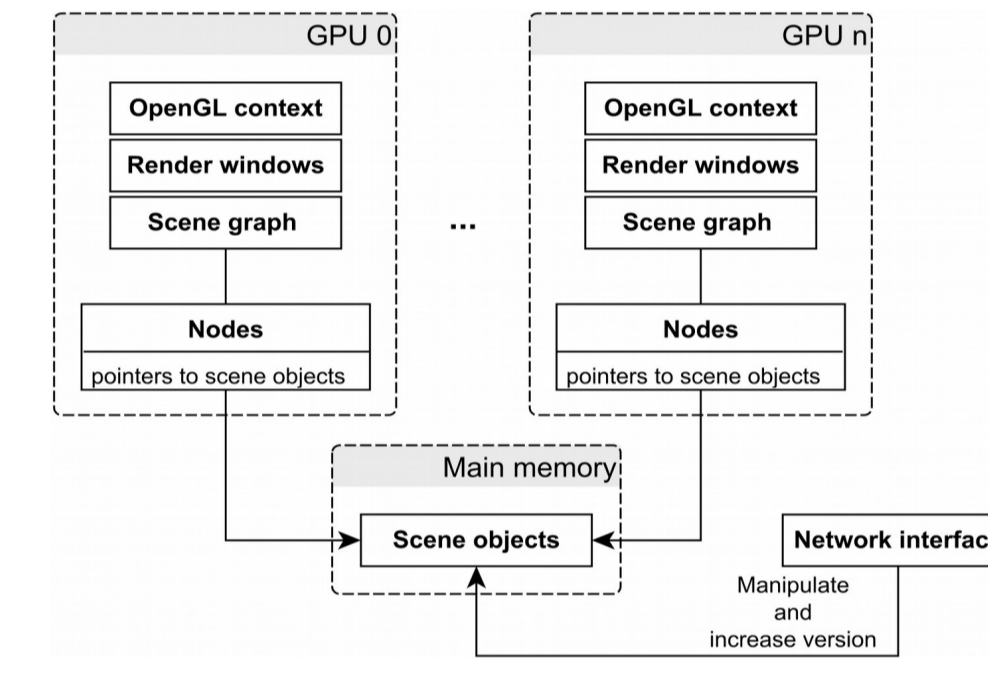 GPU 0
OpenGL context
Render windows
Scene graph
Nodes
pointers to scene objects
...
GPU n
OpenGL context
Render windows
Scene graph
Nodes
pointers to scene objects
Main memory
Scene objects
Network interfac
Manipulate
and
increase version